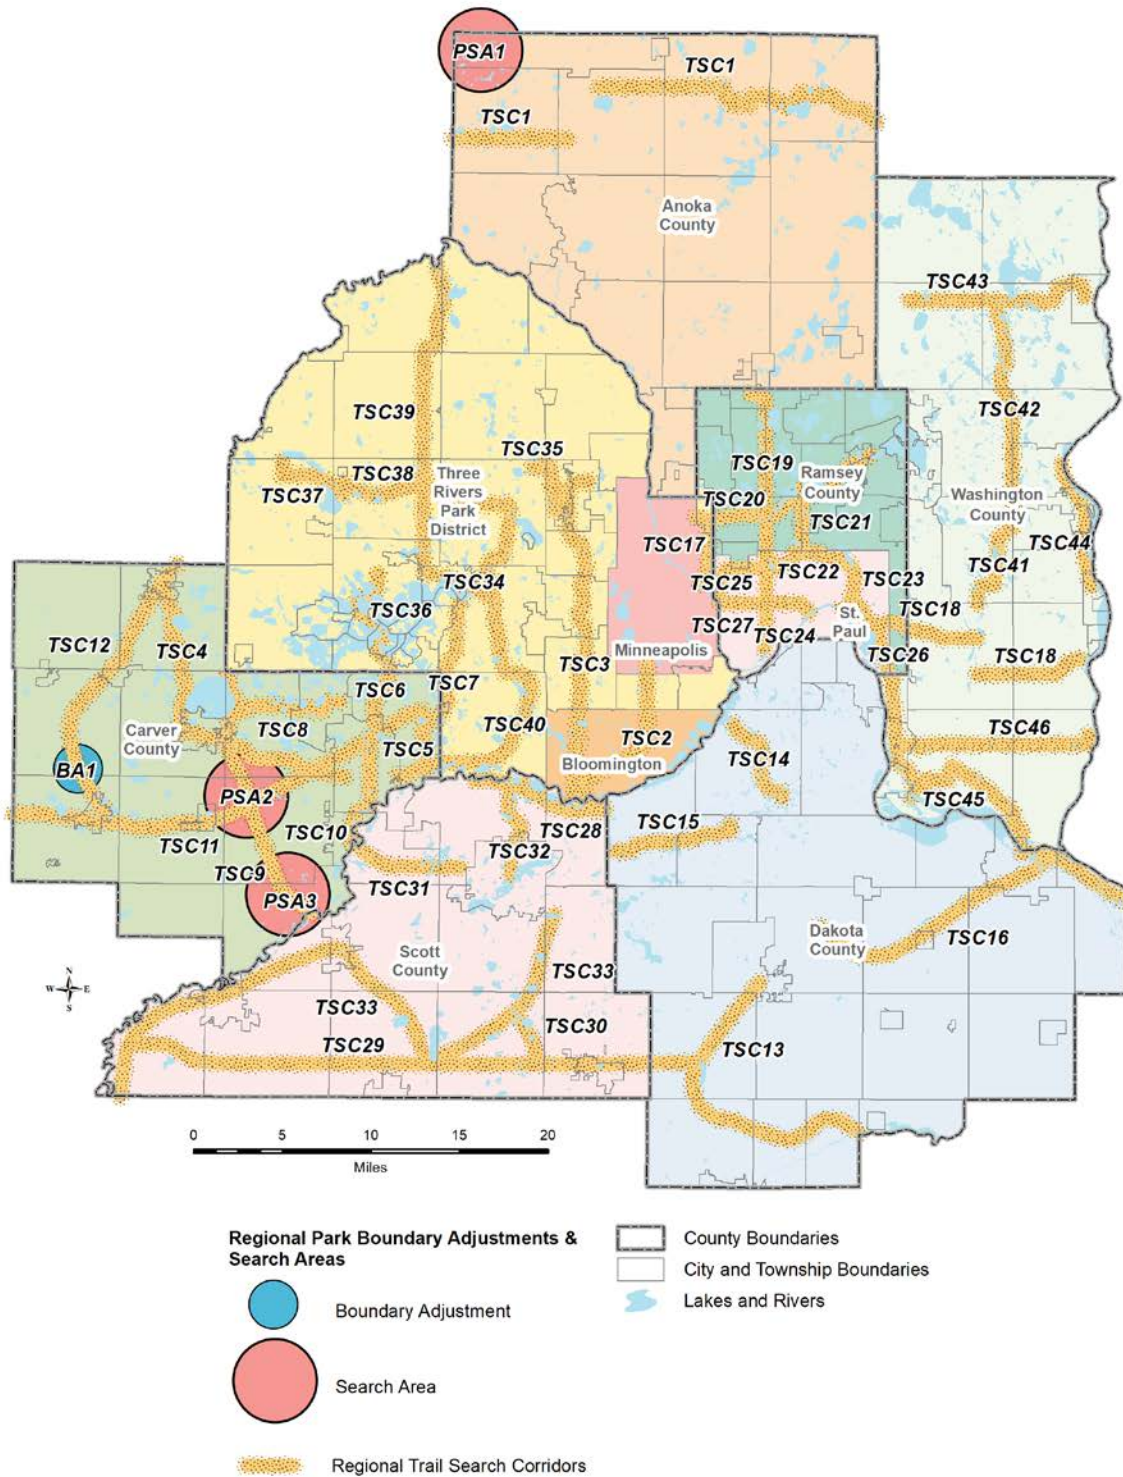 PSA1
TSC1
TSC1
Anoka
County
TSC43
TSC39
TSC42
TSC35
TSC19
TSC38
Three
Rivers
Park
District
Ramsey
County
TSC37
TSC20
Washington
County
TSC21
TSC17
TSC44
TSC41
TSC34
TSC25
TSC22
TSC23
TSC36
TSC18
TSC12
TSC4
TSC27
TSC24
St.
Paul
Minneapolis
TSC26
TSC18
TSC3
TSC6
TSC7
TSC8
Carver
County
TSC40
TSC5
TSC2
TSC46
Bloomington
TSC14
BA1
PSA2
TSC45
TSC15
TSC28
TSC10
TSC11
TSC32
TSC9
TSC31
PSA3
Dakota
County
TSC16
Scott
County
TSC33
N
W E
S
TSC33
TSC30
TSC29
TSC13
0 5 10 15 20
Miles
Regional Park Boundary Adjustments &
Search Areas
Boundary Adjustment
Search Area
Regional Trail Search Corridors
County Boundaries
City and Township Boundaries
Lakes and Rivers